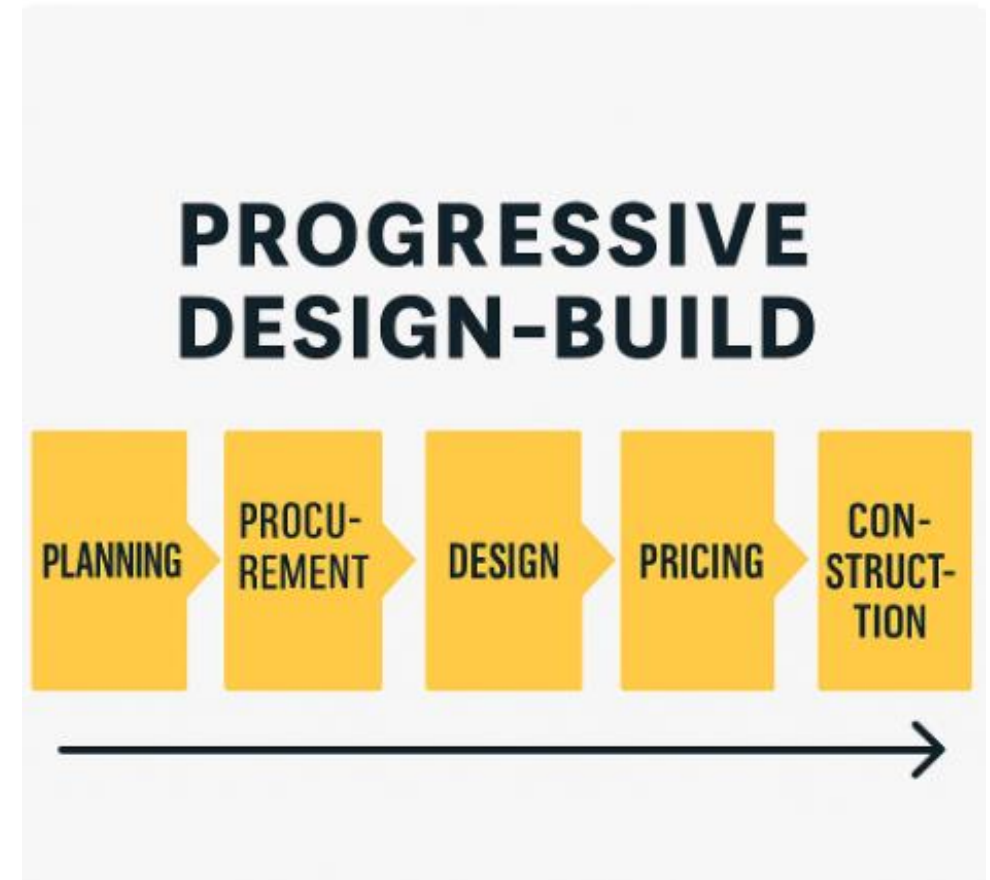 PROGRESSIVE
DESIGN-BUILD
PLANNING
PROCU-
REMENT
DESIGN
PRICING
CON-
STRUCT-
TION